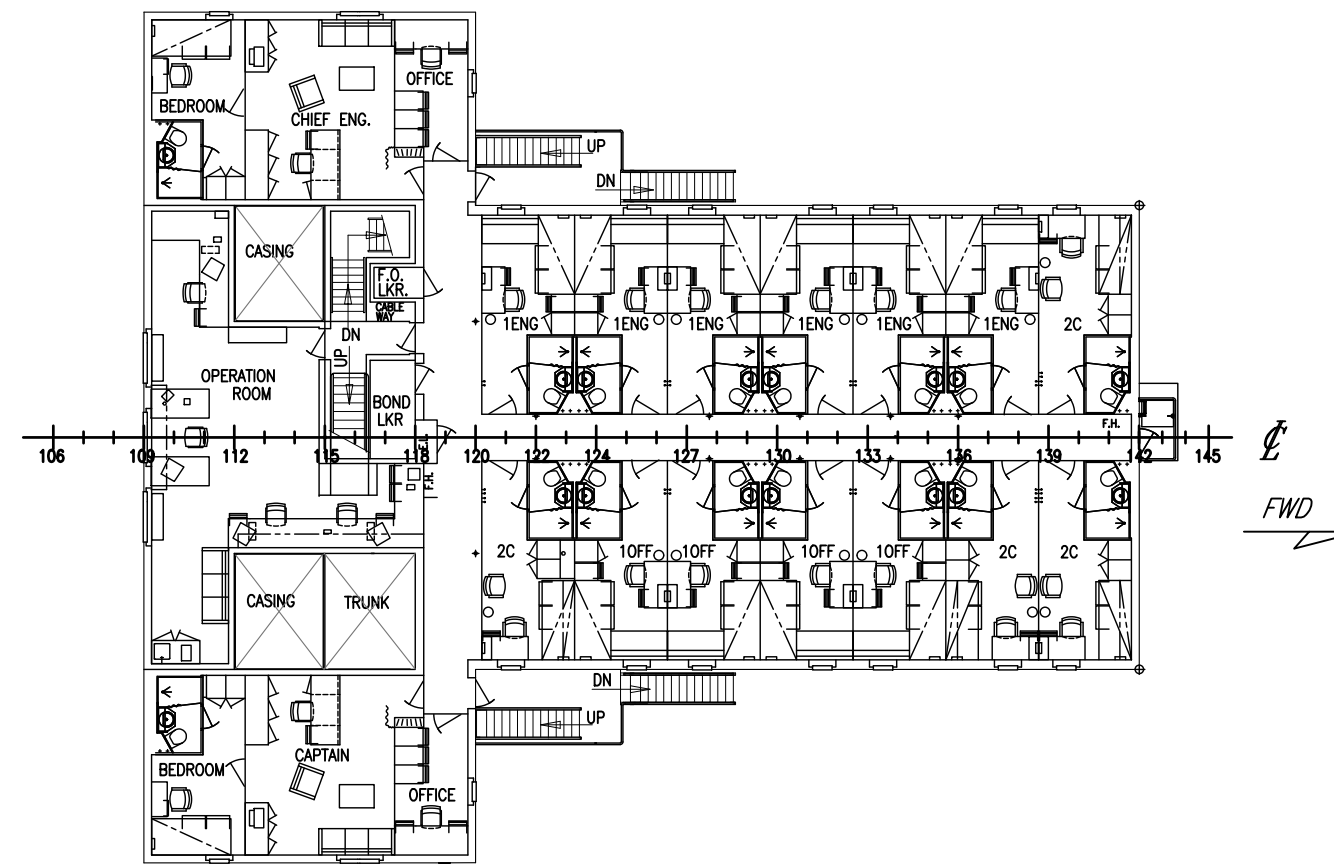 OFFICE
BEDROOM
CHIEF ENG.
UP
DN
CASING
F.O.
LKR.
CABLE
WAY
1ENG 1ENG 1ENG 1ENG 1ENG 2C
DN
UP
OPERATION
ROOM
BOND
LKR
F.H.
106 109 112 115 118 120 122 124 127 130 133 136 139 142 145
E.L.
F.H.
FWD
2C 1OFF 1OFF 1OFF 1OFF 2C 2C
CASING TRUNK
DN
UP
CAPTAIN
BEDROOM
OFFICE